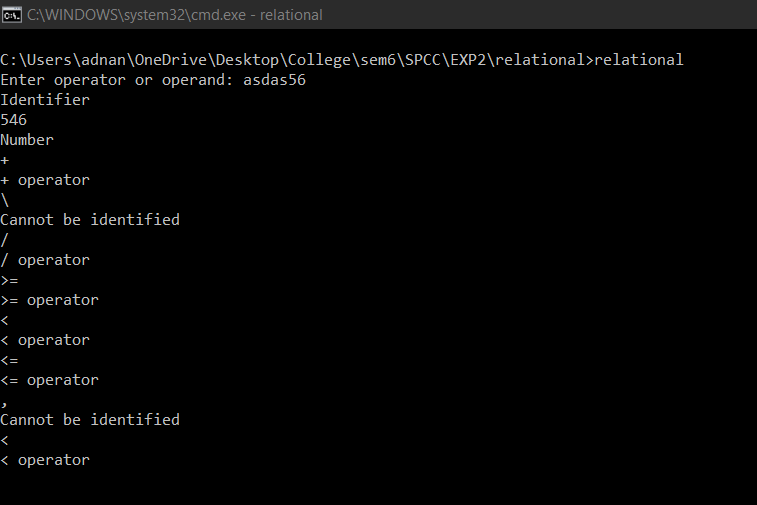 C:\WINDOWS\system32\cmd.exe - relational
C:\Users\adnan\OneDrive\Desktop\College\sem6\SPCC\EXP2\relational>relational
Enter operator or operand: asdas56
Identifier
546
Number
+
+ operator
\
Cannot be identified
/
/ operator
>=
>= operator
<
< operator
<=
<= operator
,
Cannot be identified
<
< operator